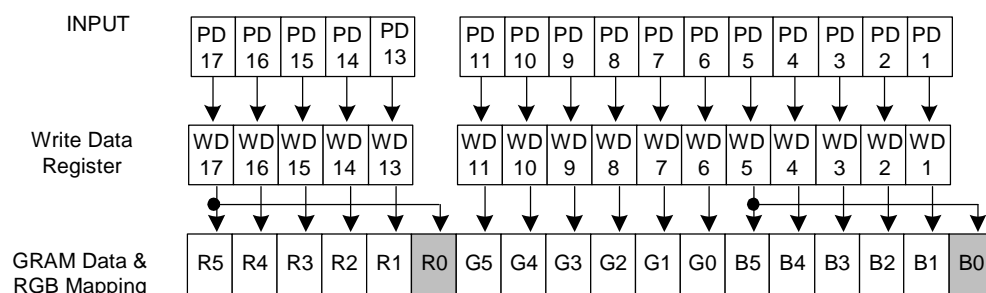 INPUT
PD PD PD PD PD PD PD PD PD PD PD PD PD PD PD PD
17 16 15 14 13 11 10 9 8 7 6 5 4 3 2 1
Write Data
Register
WD WD WD WD WD WD WD WD WD WD WD WD WD WD WD WD
17 16 15 14 13 11 10 9 8 7 6 5 4 3 2 1
GRAM Data &
RGB Mapping
R5 R4 R3 R2 R1 R0 G5 G4 G3 G2 G1 G0 B5 B4 B3 B2 B1 B0